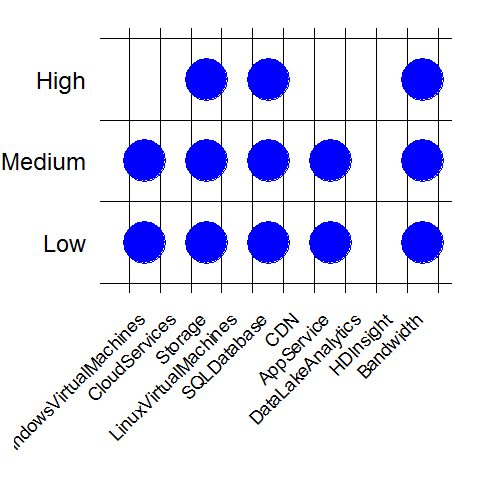 High
Medium
Low
ndowsVirtualMachines
CloudServices
Storage
LinuxVirtualMachines
SQLDatabase
CDN
AppService
DataLakeAnalytics
HDInsight
Bandwidth